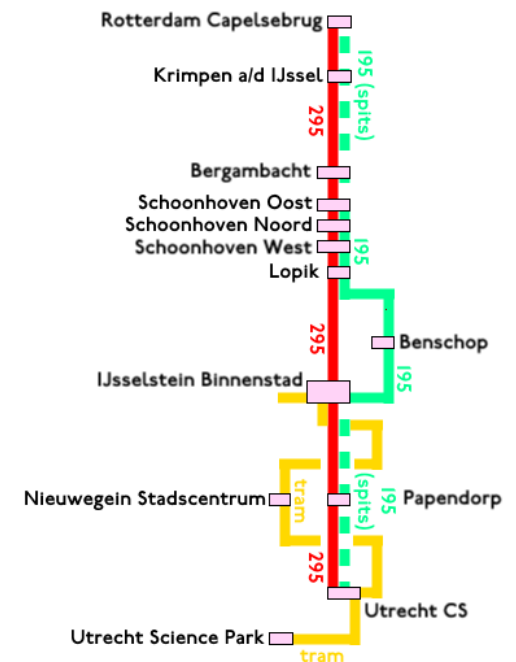 Rotterdam Capelsebrug
195 (spits)
Krimpen a/d IJssel
295
Bergambacht
Schoonhoven Oost
Schoonhoven Noord
Schoonhoven West
195
Lopik
295
Benschop
IJsselstein Binnenstad
195
tram
195
(spits)
Nieuwegein Stadscentrum
Papendorp
295
Utrecht CS
Utrecht Science Park
tram